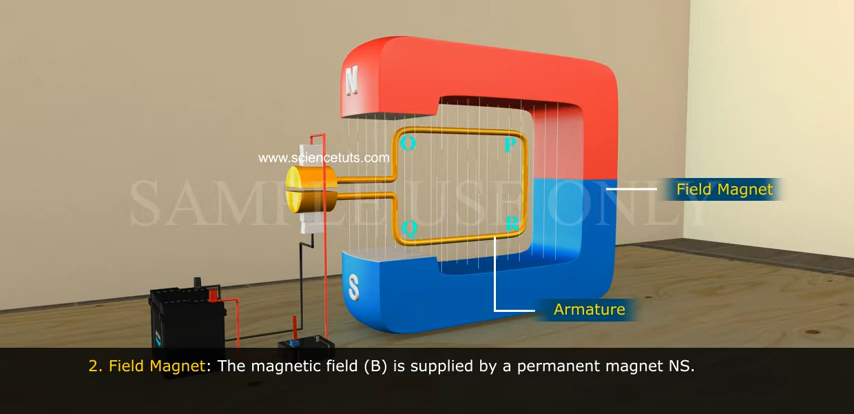 N
www.sciencetuts.com
O
P
SAMPLE USE ONLY
Field Magnet
Q
R
S
Armature
2. Field Magnet: The magnetic field (B) is supplied by a permanent magnet NS.